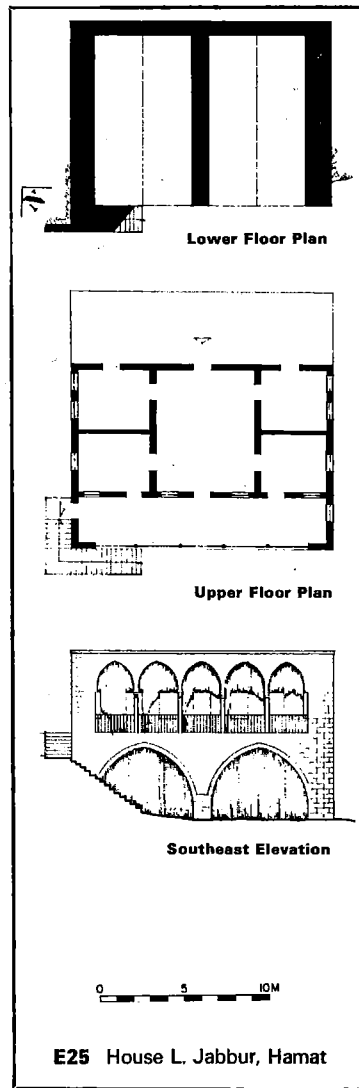 Lower Floor Plan
Upper Floor Plan
Southeast Elevation
0 5 10M
E25 House L. Jabbur, Hamat